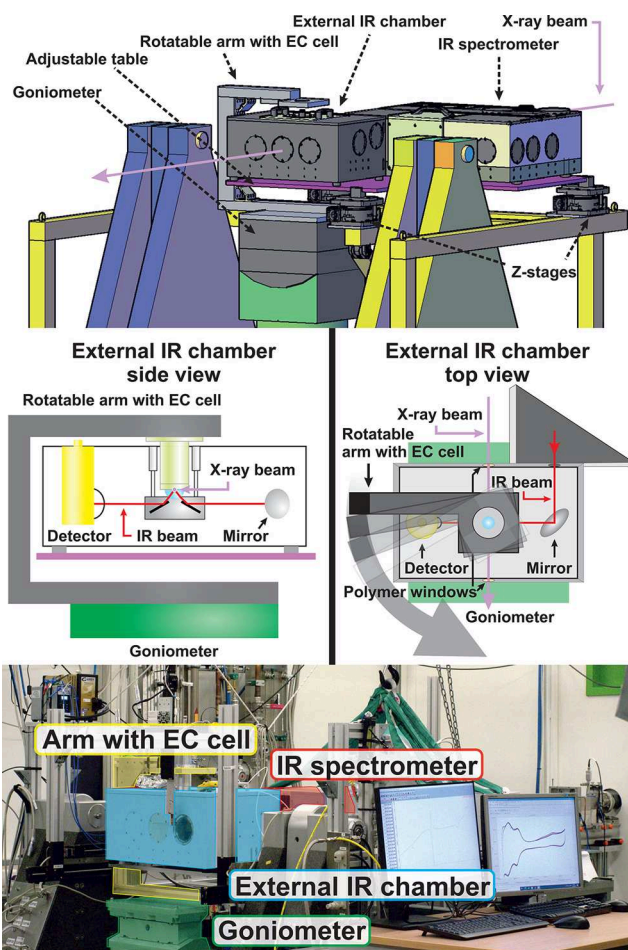 X-ray beam
External IR chamber
Rotatable arm with EC cell
IR spectrometer
Adjustable table
Goniometer
Z-stages
External IR chamber
side view
Rotatable arm with EC cell
X-ray beam
Detector
IR beam
Mirror
Goniometer
External IR chamber
top view
X-ray beam
Rotatable
arm with EC cell
IR beam
Detector
Mirror
Polymer windows
Goniometer
Arm with EC cell
IR spectrometer
External IR chamber
Goniometer